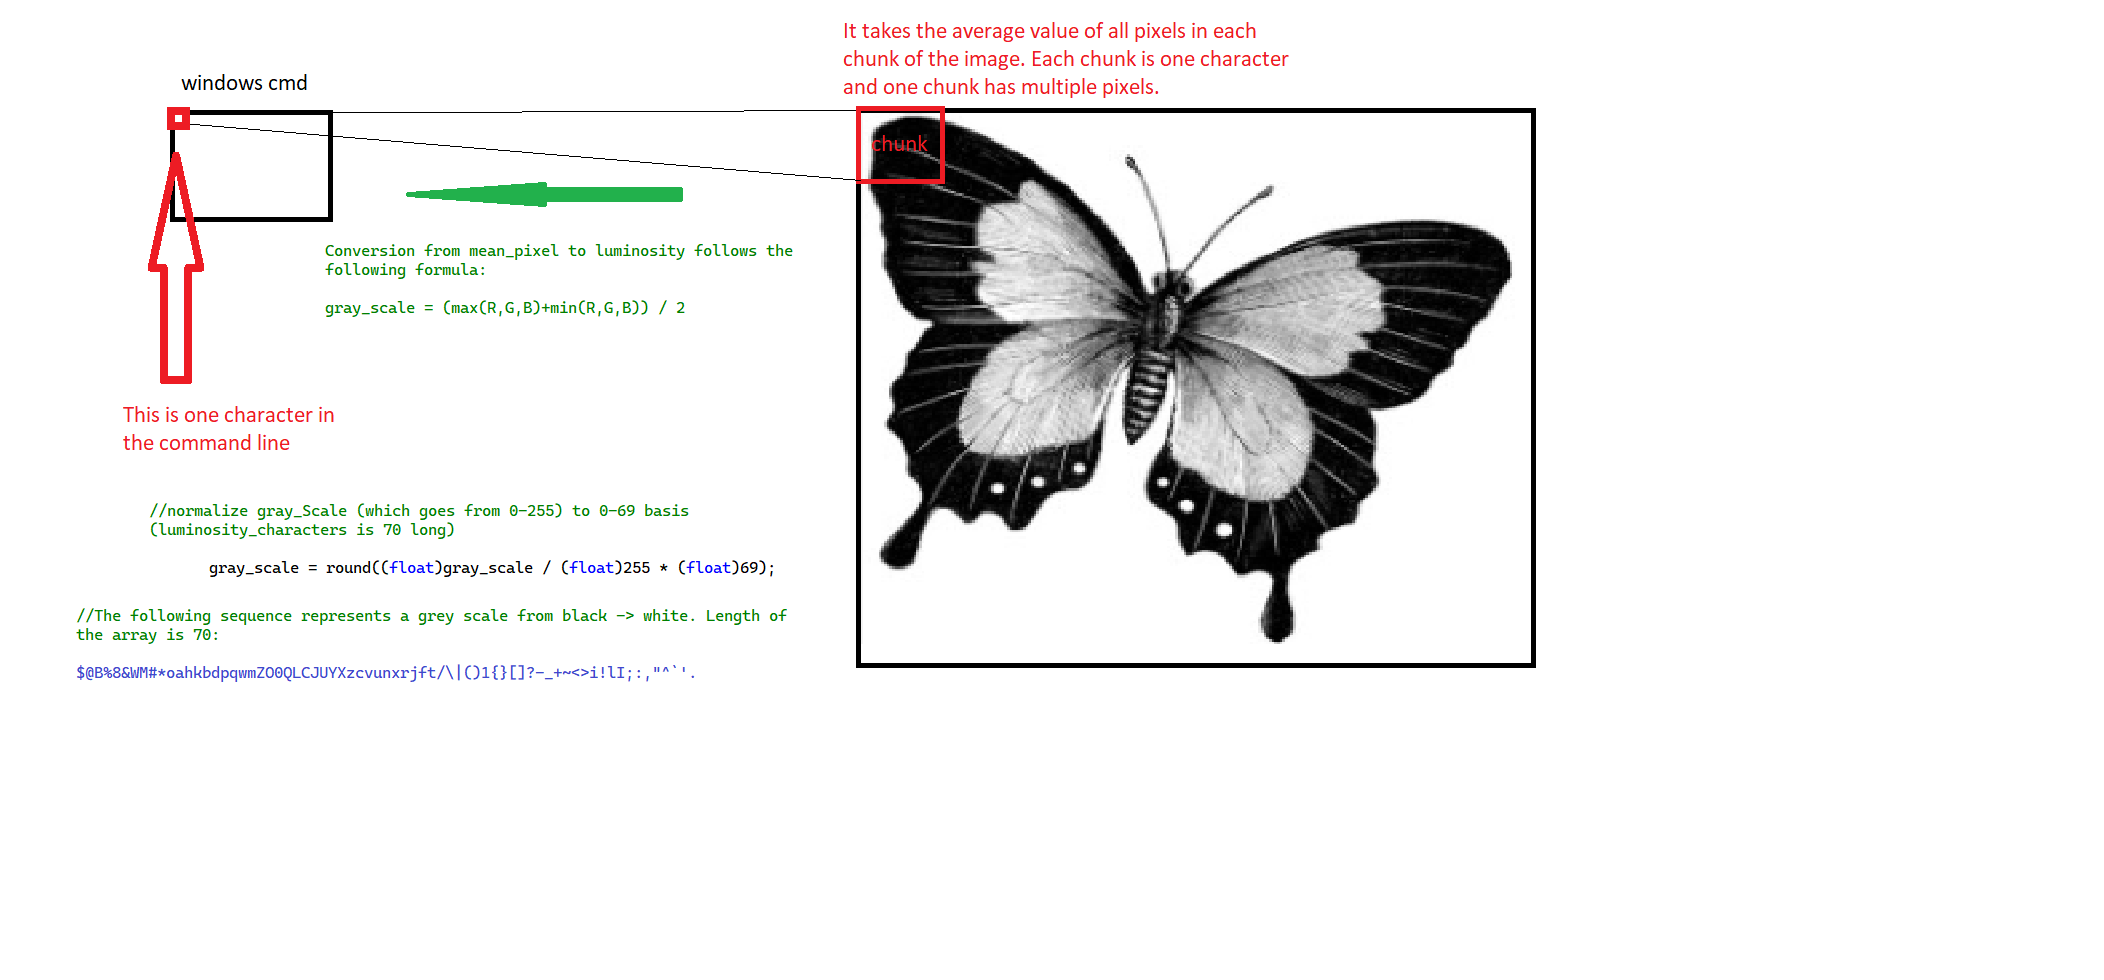 It takes the average value of all pixels in each
chunk of the image. Each chunk is one character
and one chunk has multiple pixels.
windows cmd
chunk
Conversion from mean_pixel to luminosity follows the
following formula:
gray_scale = (max(R,G,B)+min(R,G,B)) / 2
This is one character in
the command line
//normalize gray_Scale (which goes from 0-255) to 0-69 basis
(luminosity_characters is 70 long)
gray_scale = round((float)gray_scale / (float)255 * (float)69);
//The following sequence represents a grey scale from black -> white. Length of
the array is 70:
$@B%8&WM#*oahkbdpqwmZO0QLCJUYXzcvunxrjft/\|()1{}[]?-_+~<>i!lI;:,"^`'.